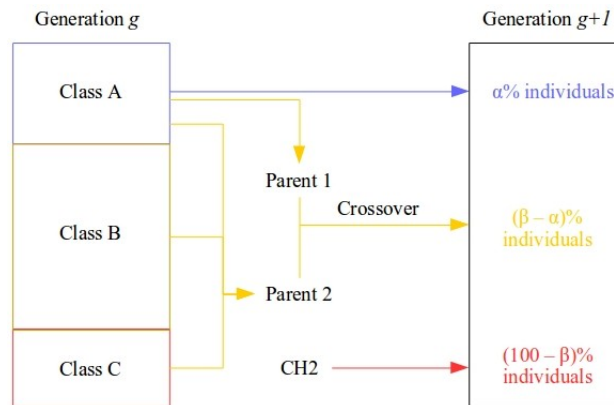 Generation g
Generation g+1
Class A
α% individuals
Parent 1
Crossover
Class B
(β – α)%
individuals
Parent 2
Class C
CH2
(100 – β)%
individuals